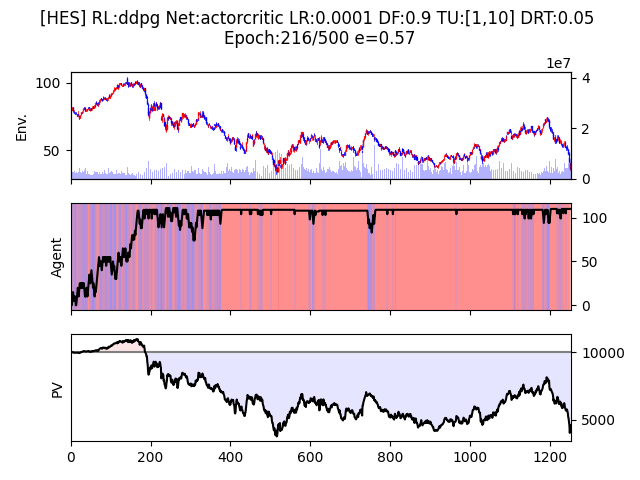 [HES] RL:ddpg Net:actorcritic LR:0.0001 DF:0.9 TU:[1,10] DRT:0.05
Epoch:216/500 e=0.57
1e7
100
50
Env.
4
2
0
Agent
100
50
0
PV
10000
5000
0 200 400 600 800 1000 1200